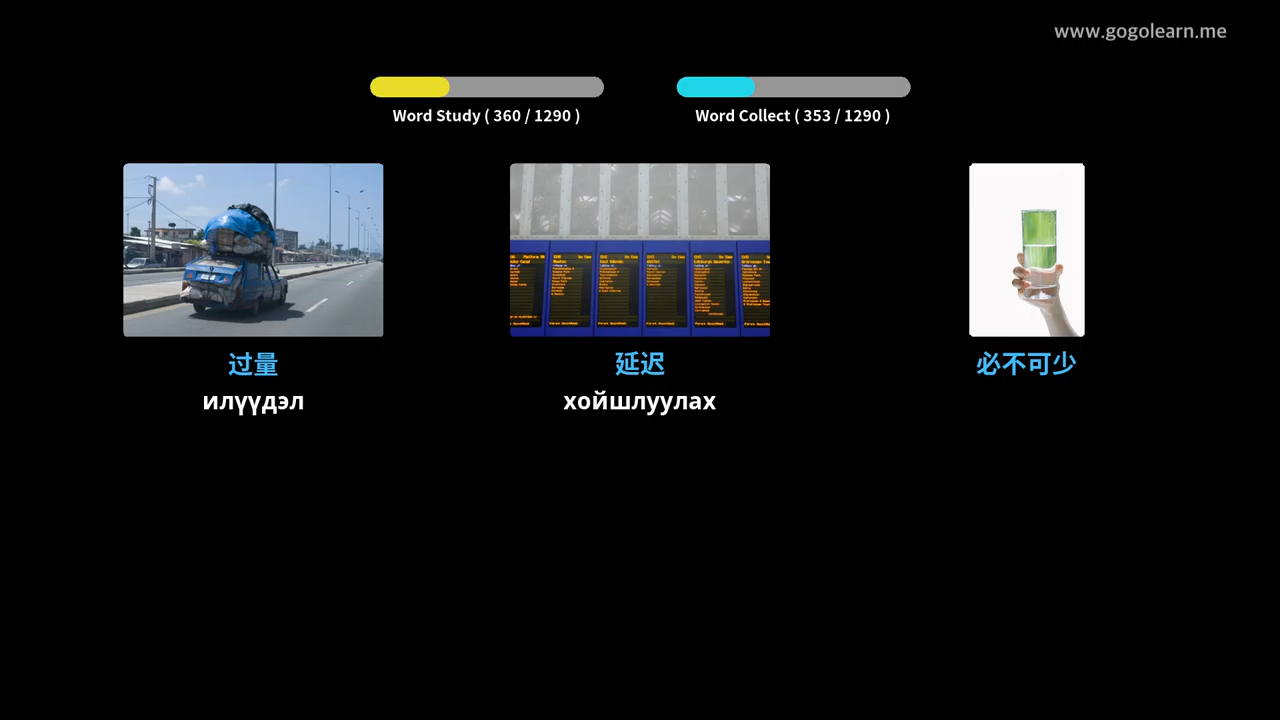 www.gogolearn.me
Word Study ( 360 / 1290 )
Word Collect ( 353 / 1290 )
过量
илүүдэл
延迟
хойшлуулах
必不可少